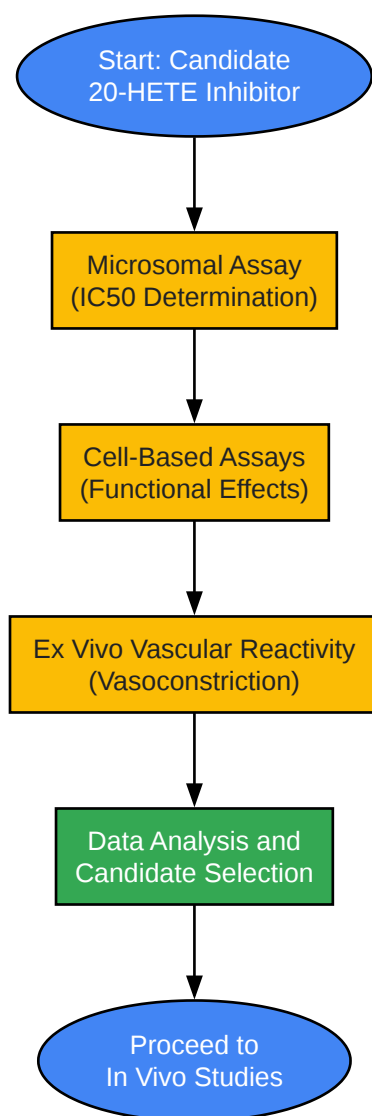 Start: Candidate
20-HETE Inhibitor
Microsomal Assay
(IC50 Determination)
Cell-Based Assays
(Functional Effects)
Ex Vivo Vascular Reactivity
(Vasoconstriction)
Data Analysis and
Candidate Selection
Proceed to
In Vivo Studies